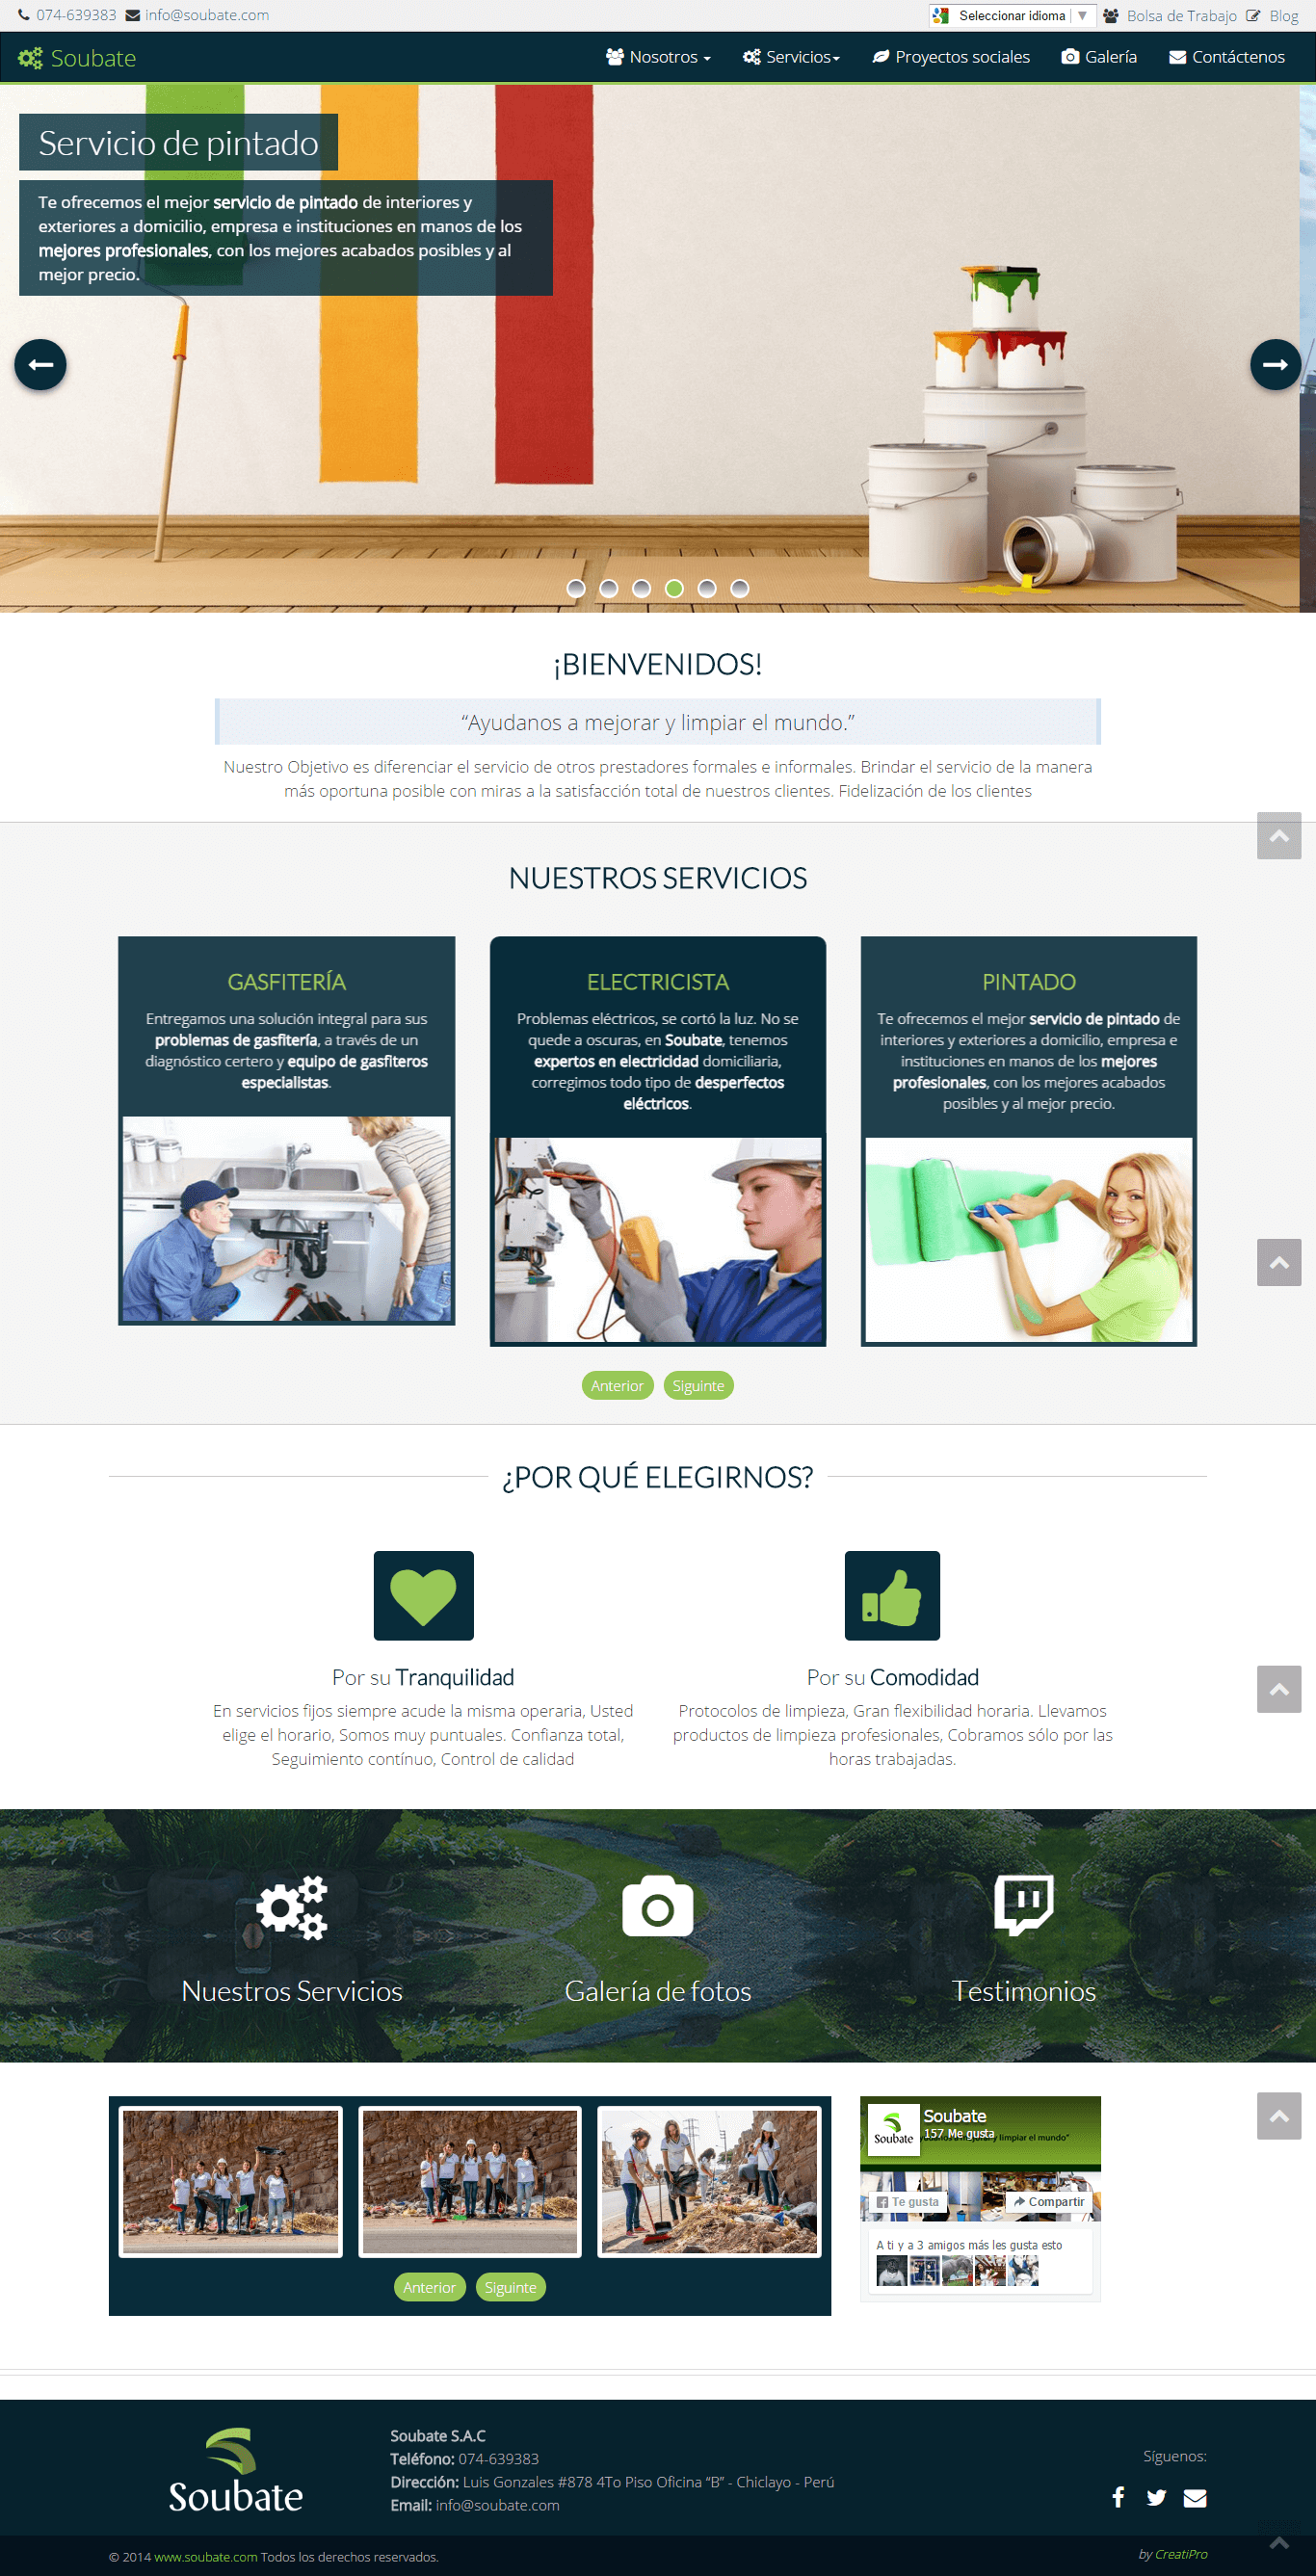 074-639383 info@soubate.com
Seleccionar idioma ▼ Bolsa de Trabajo Blog
Soubate
Nosotros Servicios Proyectos sociales Galería Contáctenos
Servicio de pintado
Te ofrecemos el mejor servicio de pintado de interiores y
exteriores a domicilio, empresa e instituciones en manos de los
mejores profesionales, con los mejores acabados posibles y al
mejor precio.
¡BIENVENIDOS!
“Ayudanos a mejorar y limpiar el mundo.”
Nuestro Objetivo es diferenciar el servicio de otros prestadores formales e informales. Brindar el servicio de la manera
más oportuna posible con miras a la satisfacción total de nuestros clientes. Fidelización de los clientes
NUESTROS SERVICIOS
GASFITERÍA
Entregamos una solución integral para sus
problemas de gasfitería, a través de un
diagnóstico certero y equipo de gasfiteros
especialistas.
ELECTRICISTA
Problemas eléctricos, se cortó la luz. No se
quede a oscuras, en Soubate, tenemos
expertos en electricidad domiciliaria,
corregimos todo tipo de desperfectos
eléctricos.
PINTADO
Te ofrecemos el mejor servicio de pintado de
interiores y exteriores a domicilio, empresa e
instituciones en manos de los mejores
profesionales, con los mejores acabados
posibles y al mejor precio.
Anterior Siguinte
¿POR QUÉ ELEGIRNOS?
Por su Tranquilidad
En servicios fijos siempre acude la misma operaria, Usted
elige el horario, Somos muy puntuales. Confianza total,
Seguimiento contínuo, Control de calidad
Por su Comodidad
Protocolos de limpieza, Gran flexibilidad horaria. Llevamos
productos de limpieza profesionales, Cobramos sólo por las
horas trabajadas.
Nuestros Servicios
Galería de fotos
Testimonios
Anterior Siguinte
Soubate
Soubate
157 Me gusta
y limpiar el mundo”
Te gusta Compartir
A ti y a 3 amigos más les gusta esto
Soubate
Soubate S.A.C
Teléfono: 074-639383
Dirección: Luis Gonzales #878 4To Piso Oficina “B” - Chiclayo - Perú
Email: info@soubate.com
Síguenos:
© 2014 www.soubate.com Todos los derechos reservados.
by CreatiPro